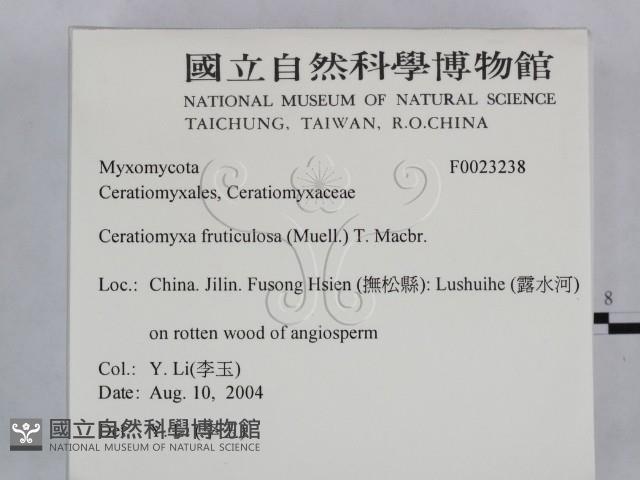 國立自然科學博物館
NATIONAL MUSEUM OF NATURAL SCIENCE
TAICHUNG, TAIWAN, R.O.CHINA
Myxomycota F0023238
Ceratiomyxales, Ceratiomyxaceae
Ceratiomyxa fruticulosa (Muell.) T. Macbr.
Loc.: China. Jilin. Fusong Hsien (撫松縣): Lushuihe (露水河)
on rotten wood of angiosperm
8
Col.: Y. Li(李玉)
Date: Aug. 10, 2004
國立自然科學博物館
NATIONAL MUSEUM OF NATURAL SCIENCE